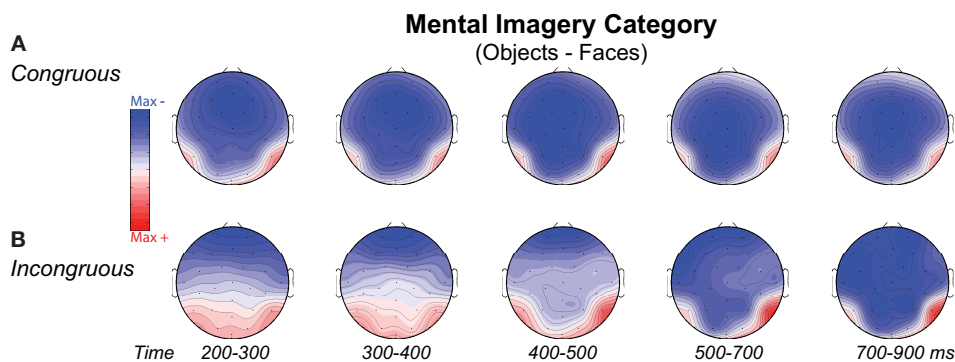 Mental Imagery Category
(Objects - Faces)
A
Congruous
Max -
Max +
B
Incongruous
Time 200-300 300-400 400-500 500-700 700-900 ms